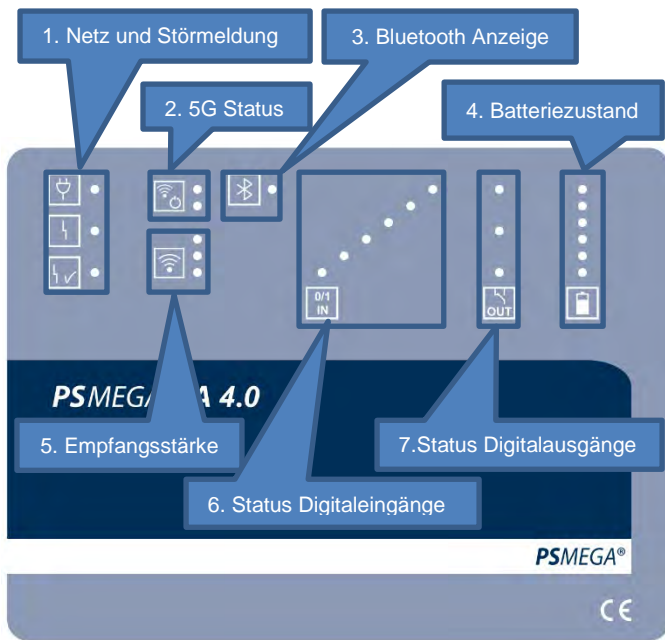 1. Netz und Störmeldung
3. Bluetooth Anzeige
2. 5G Status
4. Batteriezustand
0/1
IN
OUT
PSMEGA 4.0
5. Empfangsstärke
7.Status Digitalausgänge
6. Status Digitaleingänge
PSMEGA®
CE